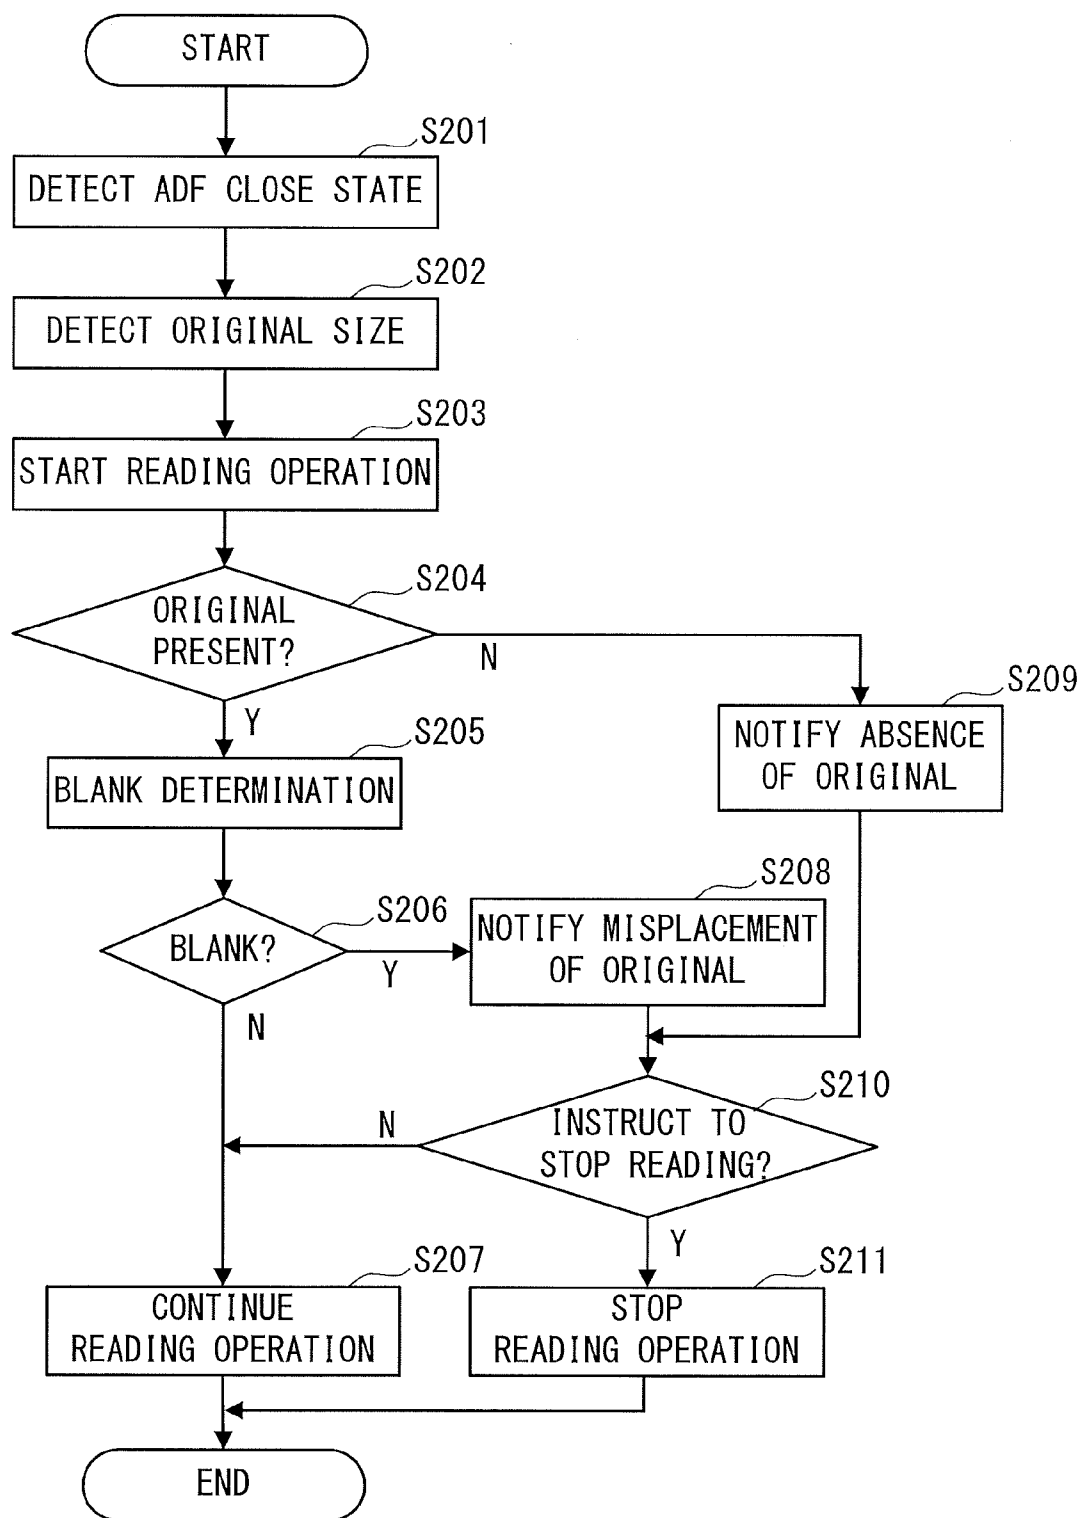 START
S201
DETECT ADF CLOSE STATE
S202
DETECT ORIGINAL SIZE
S203
START READING OPERATION
S204
ORIGINAL
PRESENT?
N
Y
S209
NOTIFY ABSENCE
OF ORIGINAL
S205
BLANK DETERMINATION
S206
BLANK?
Y
N
S208
NOTIFY MISPLACEMENT
OF ORIGINAL
S210
INSTRUCT TO
STOP READING?
N
Y
S207
CONTINUE
READING OPERATION
S211
STOP
READING OPERATION
END